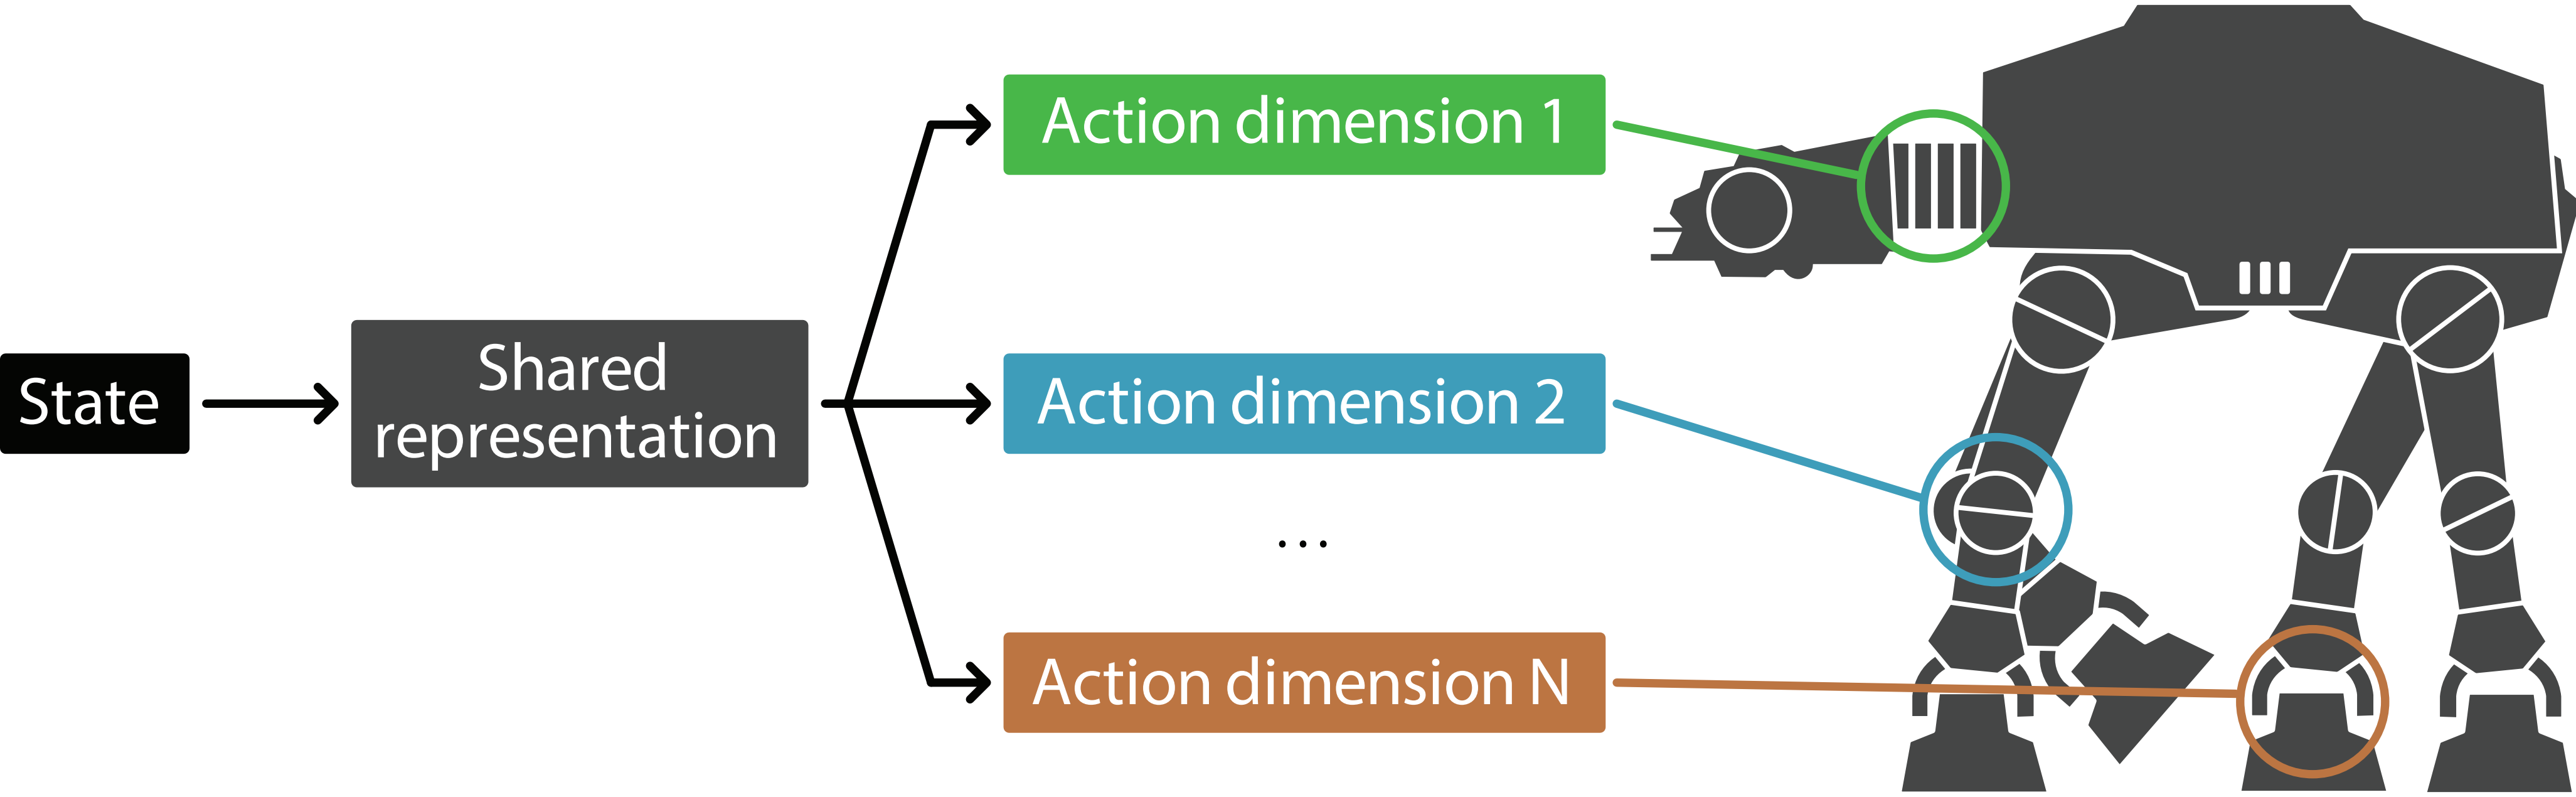 State
Shared
representation
Action dimension 1
Action dimension 2
...
Action dimension N